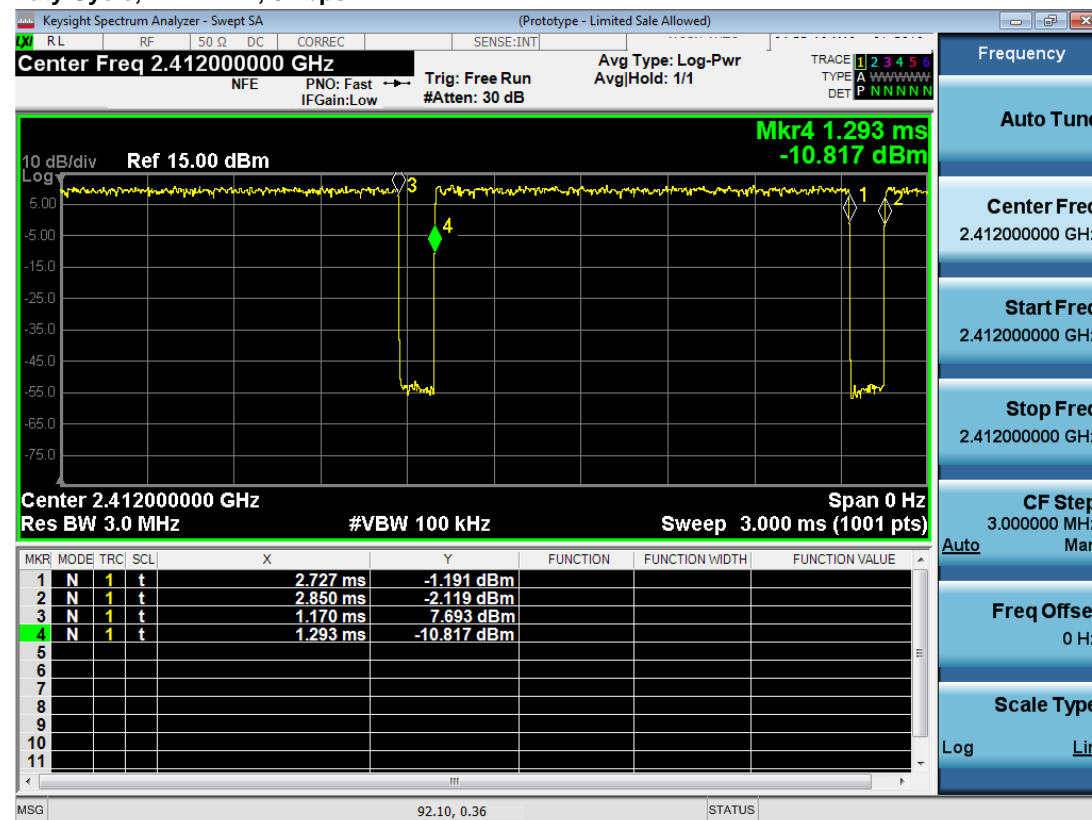 Keysight Spectrum Analyzer - Swept SA (Prototype - Limited Sale Allowed)
LXI RL RF 50 Ω DC CORREC SENSE:INT
Center Freq 2.412000000 GHz
NFE PNO: Fast IFGain:Low
Trig: Free Run
#Atten: 30 dB
Avg Type: Log-Pwr
Avg|Hold: 1/1
TRACE 1 2 3 4 5 6
TYPE A WWWWW
DET P N N N N N
Mkr4 1.293 ms
-10.817 dBm
10 dB/div Ref 15.00 dBm
Log
5.00
-5.00
-15.0
-25.0
-35.0
-45.0
-55.0
-65.0
-75.0
3
4
1
2
Center 2.412000000 GHz Span 0 Hz
Res BW 3.0 MHz #VBW 100 kHz Sweep 3.000 ms (1001 pts)
MKR MODE TRC SCL X Y FUNCTION FUNCTION WIDTH FUNCTION VALUE
1 N 1 t 2.727 ms -1.191 dBm
2 N 1 t 2.850 ms -2.119 dBm
3 N 1 t 1.170 ms 7.693 dBm
4 N 1 t 1.293 ms -10.817 dBm
5
6
7
8
9
10
11
MSG 92.10, 0.36 STATUS
Frequency
Auto Tune
Center Freq
2.412000000 GHz
Start Freq
2.412000000 GHz
Stop Freq
2.412000000 GHz
CF Step
3.000000 MHz
Auto Man
Freq Offset
0 Hz
Scale Type
Log Lin